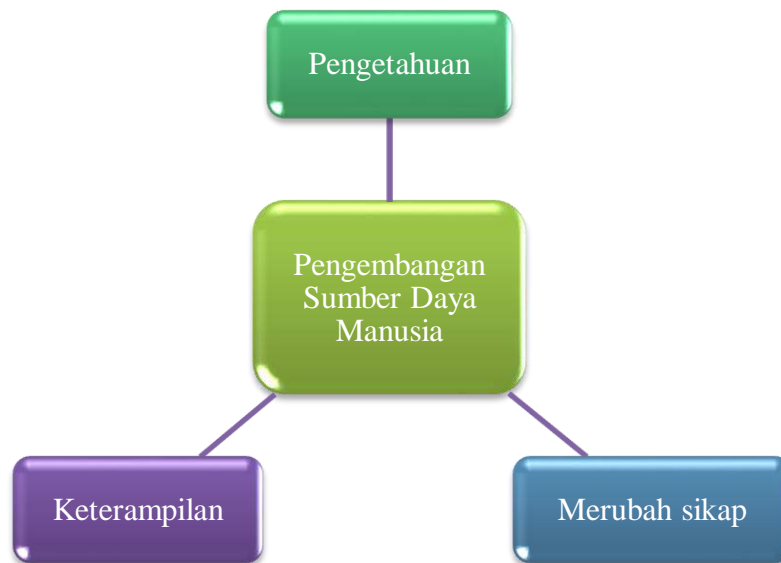 Pengetahuan
Pengembangan
Sumber Daya
Manusia
Keterampilan
Merubah sikap